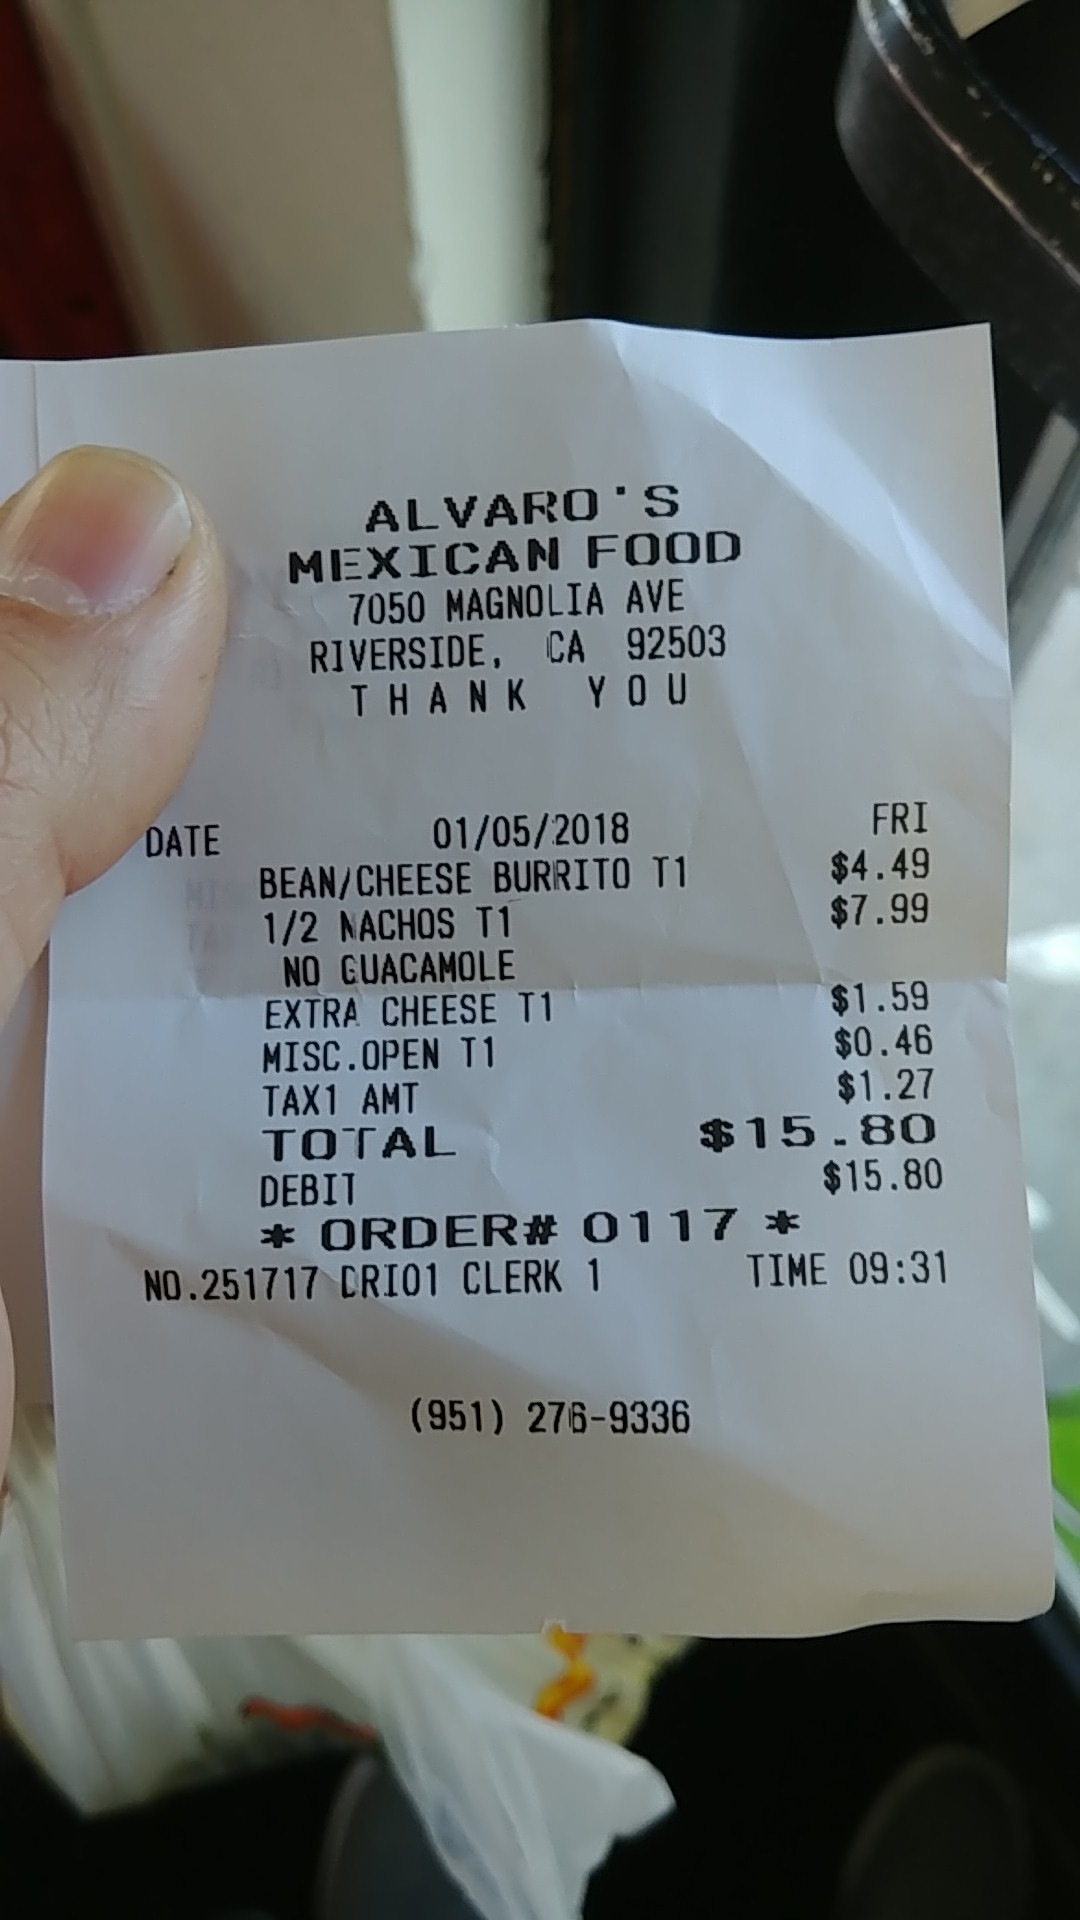 ALVARO'S
MEXICAN FOOD
7050 MAGNOLIA AVE
RIVERSIDE, CA 92503
THANK YOU
DATE 01/05/2018 FRI
BEAN/CHEESE BURRITO T1 $4.49
1/2 NACHOS T1 $7.99
NO GUACAMOLE
EXTRA CHEESE T1 $1.59
MISC.OPEN T1 $0.46
TAX1 AMT $1.27
TOTAL $15.80
DEBIT $15.80
* ORDER# 0117 *
NO.251717 DRI01 CLERK 1 TIME 09:31
(951) 276-9336